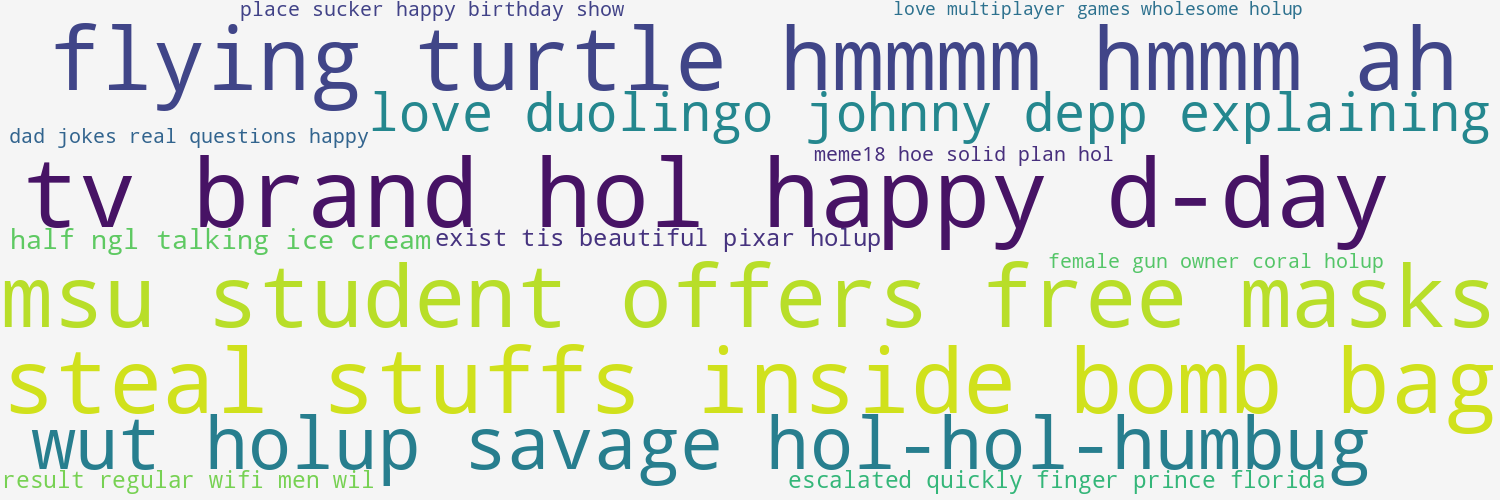 place sucker happy birthday show
love multiplayer games wholesome holup
flying turtle hmmmm hmmm ah
love duolingo johnny depp explaining
dad jokes real questions happy
meme18 hoe solid plan hol
tv brand hol happy d-day
half ngl talking ice cream
exist tis beautiful pixar holup
female gun owner coral holup
msu student offers free masks
steal stuffs inside bomb bag
wut holup savage hol-hol-humbug
result regular wifi men wil
escalated quickly finger prince florida